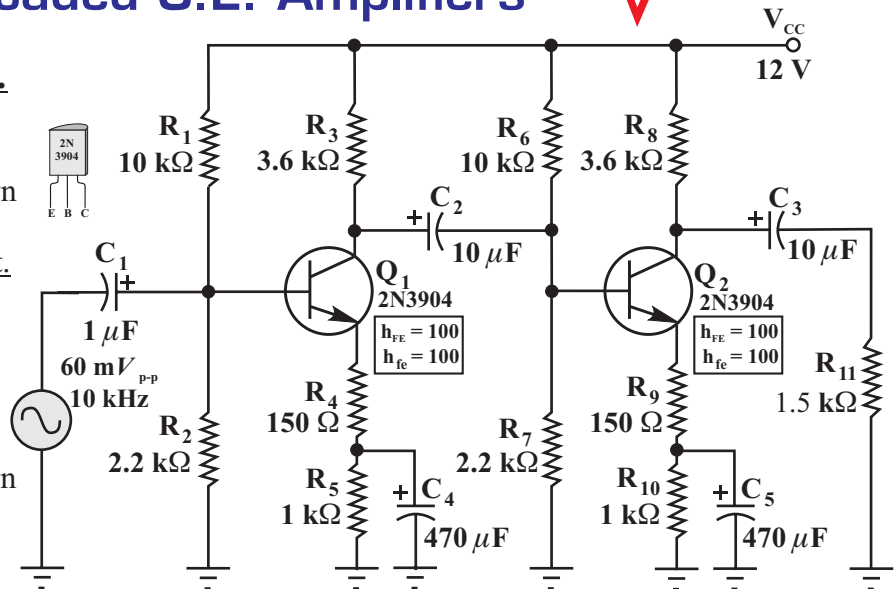 oaded C.E. Amplifiers
V_CC
12 V
R1
10 kΩ
R3
3.6 kΩ
R6
10 kΩ
R8
3.6 kΩ
2N
3904
E B C
C1
+
1 µF
60 mV p-p
10 kHz
R2
2.2 kΩ
C2
+
10 µF
Q1
2N3904
hFE = 100
hfe = 100
R4
150 Ω
R5
1 kΩ
+
C4
470 µF
R7
2.2 kΩ
C3
+
10 µF
Q2
2N3904
hFE = 100
hfe = 100
R9
150 Ω
R10
1 kΩ
+
C5
470 µF
R11
1.5 kΩ